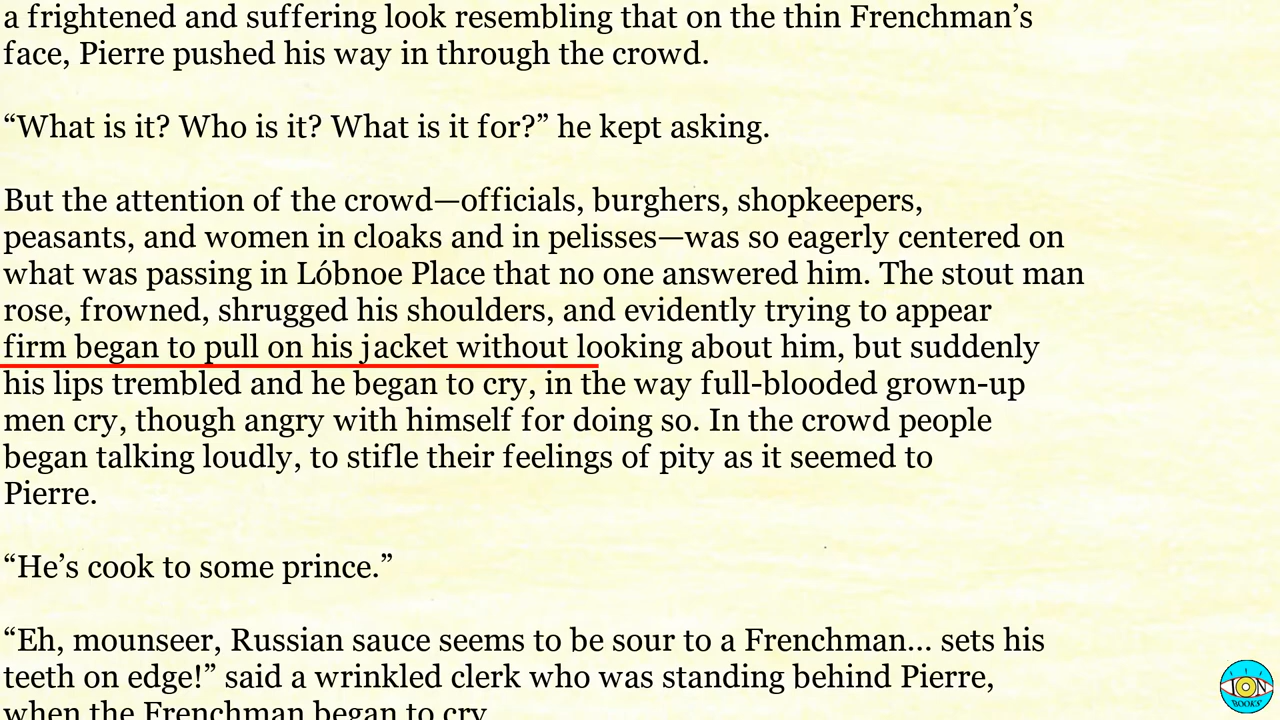 a frightened and suffering look resembling that on the thin Frenchman’s
face, Pierre pushed his way in through the crowd.
“What is it? Who is it? What is it for?” he kept asking.
But the attention of the crowd—officials, burghers, shopkeepers,
peasants, and women in cloaks and in pelisses—was so eagerly centered on
what was passing in Lóbnoe Place that no one answered him. The stout man
rose, frowned, shrugged his shoulders, and evidently trying to appear
firm began to pull on his jacket without looking about him, but suddenly
his lips trembled and he began to cry, in the way full-blooded grown-up
men cry, though angry with himself for doing so. In the crowd people
began talking loudly, to stifle their feelings of pity as it seemed to
Pierre.
“He’s cook to some prince.”
“Eh, mounseer, Russian sauce seems to be sour to a Frenchman... sets his
teeth on edge!” said a wrinkled clerk who was standing behind Pierre,
when the Frenchman began to cry
ION
BOOKS